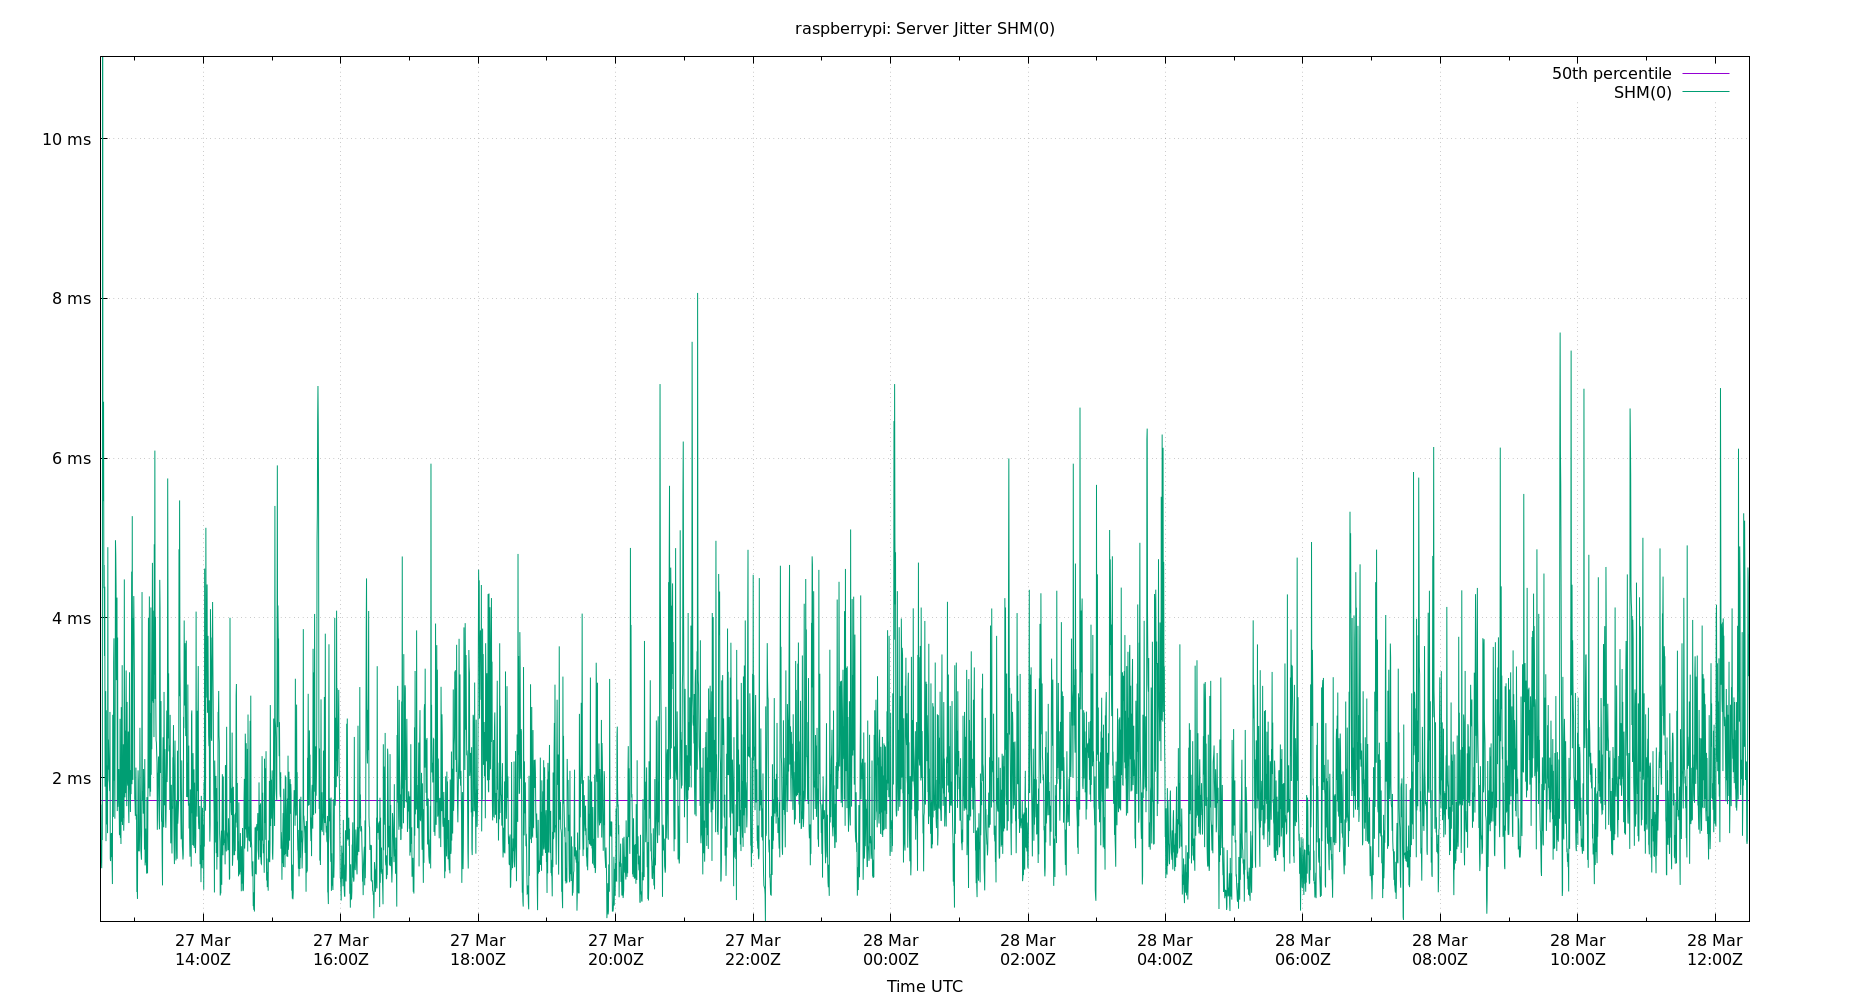 raspberrypi: Server Jitter SHM(0)
50th percentile
SHM(0)
10 ms
8 ms
6 ms
4 ms
2 ms
27 Mar 27 Mar 27 Mar 27 Mar 27 Mar 28 Mar 28 Mar 28 Mar 28 Mar 28 Mar 28 Mar 28 Mar
14:00Z 16:00Z 18:00Z 20:00Z 22:00Z 00:00Z 02:00Z 04:00Z 06:00Z 08:00Z 10:00Z 12:00Z
Time UTC